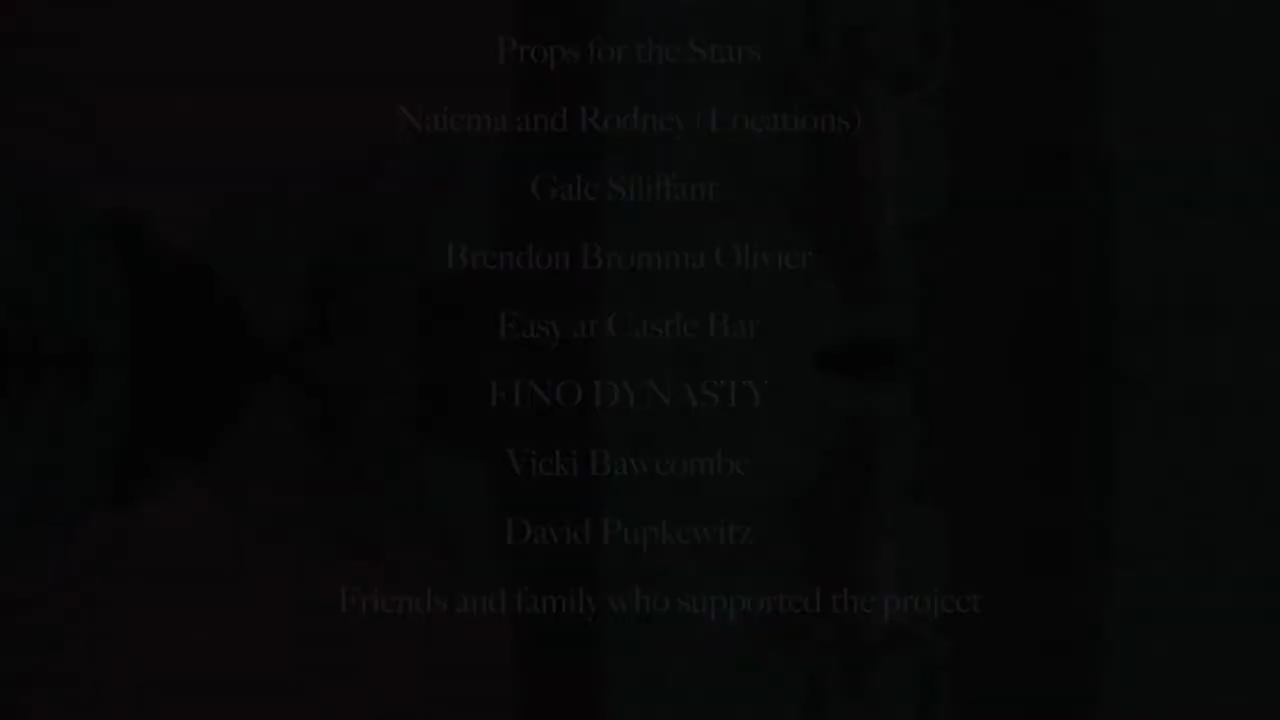 Props for the Stars
Naiema and Rodney (Locations)
Gale Siliffant
Brendon Bromma Olivier
Easy at Castle Bar
FINO DYNASTY
Vicki Bawcombe
David Pupkewitz
Friends and family who supported the project